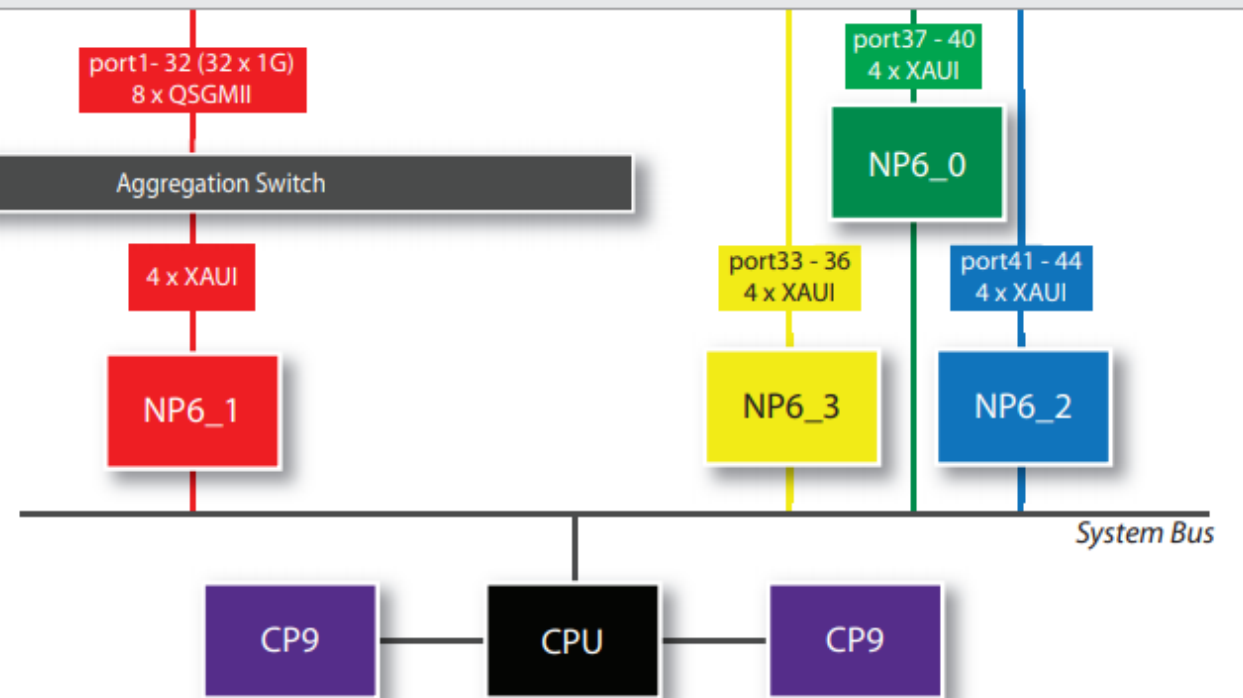 port1- 32 (32 x 1G)
8 x QSGMII
port37 - 40
4 x XAUI
NP6_0
Aggregation Switch
4 x XAUI
port33 - 36
4 x XAUI
port41 - 44
4 x XAUI
NP6_1
NP6_3
NP6_2
System Bus
CP9
CPU
CP9